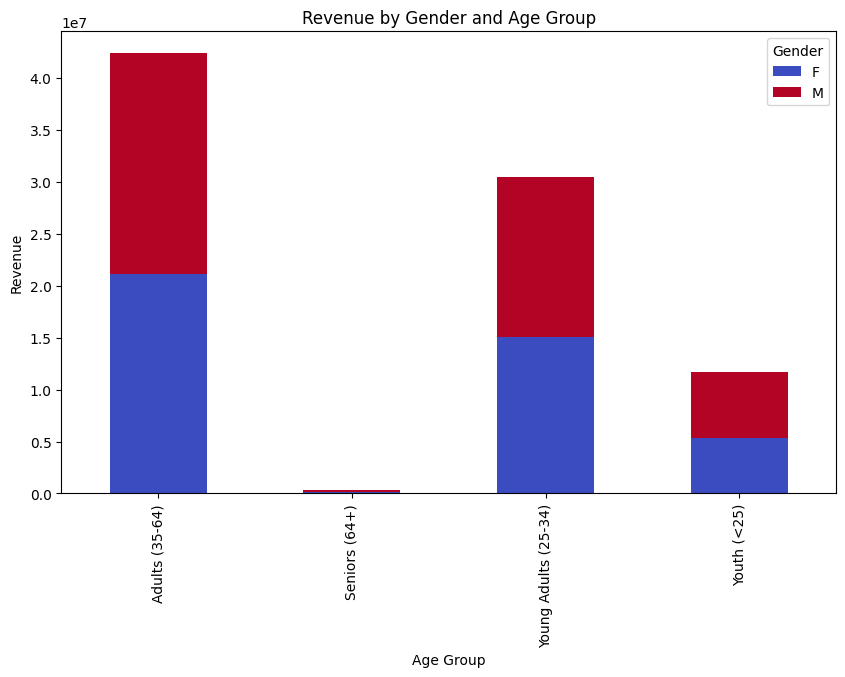 Revenue by Gender and Age Group
1e7
Gender
F
M
4.0
3.5
3.0
2.5
2.0
1.5
1.0
0.5
0.0
Revenue
Adults (35-64)
Seniors (64+)
Young Adults (25-34)
Youth (<25)
Age Group